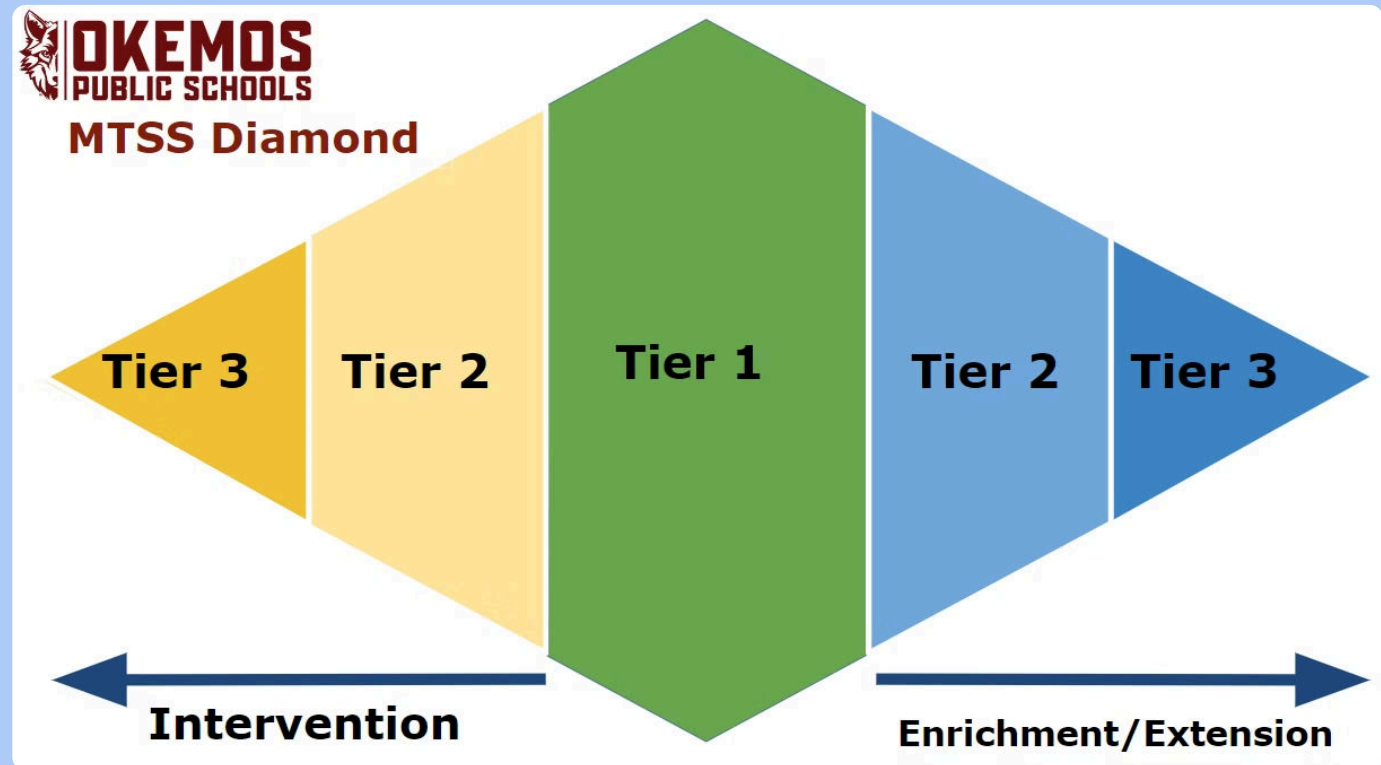 OKEMOS
PUBLIC SCHOOLS
MTSS Diamond
Tier 3
Tier 2
Tier 1
Tier 2
Tier 3
Intervention
Enrichment/Extension